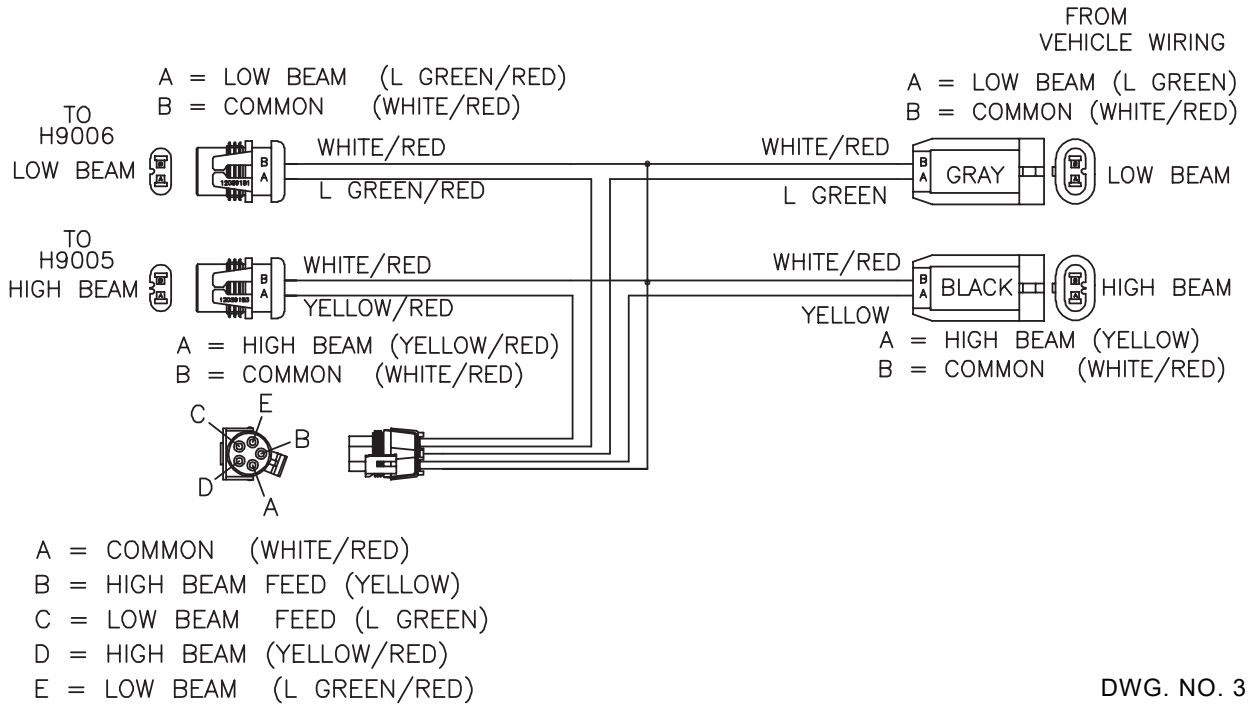 FROM
VEHICLE WIRING
A = LOW BEAM (L GREEN/RED)
B = COMMON (WHITE/RED)
A = LOW BEAM (L GREEN)
B = COMMON (WHITE/RED)
TO
H9006
LOW BEAM
B
A
12059181
B
A
WHITE/RED
L GREEN/RED
WHITE/RED
L GREEN
B
A
GRAY
B
A
LOW BEAM
TO
H9005
HIGH BEAM
B
A
12059183
B
A
WHITE/RED
YELLOW/RED
WHITE/RED
YELLOW
B
A
BLACK
B
A
HIGH BEAM
A = HIGH BEAM (YELLOW/RED)
B = COMMON (WHITE/RED)
A = HIGH BEAM (YELLOW)
B = COMMON (WHITE/RED)
C
E
B
D
A
A = COMMON (WHITE/RED)
B = HIGH BEAM FEED (YELLOW)
C = LOW BEAM FEED (L GREEN)
D = HIGH BEAM (YELLOW/RED)
E = LOW BEAM (L GREEN/RED)
DWG. NO. 3